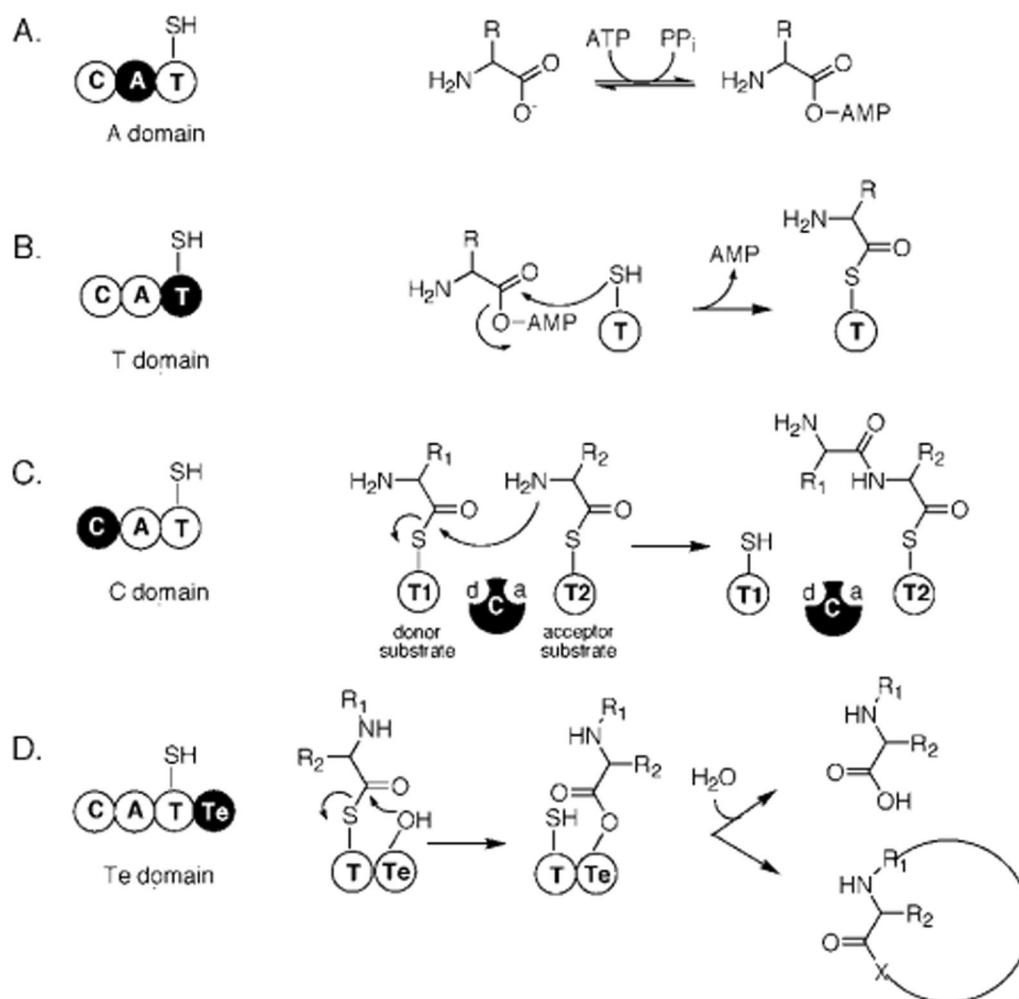 A.
SH
C A T
A domain
R
H₂N
O
O⁻
ATP PPᵢ
R
H₂N
O
O–AMP
B.
SH
C A T
T domain
R
H₂N
O
O–AMP
SH
T
AMP
R
H₂N
O
S
T
C.
SH
C A T
C domain
R₁
H₂N
O
S
T1
donor
substrate
d C a
R₂
H₂N
O
S
T2
acceptor
substrate
H₂N
O
R₁
HN
R₂
O
S
SH
T1
d C a
T2
D.
SH
C A T Te
Te domain
R₁
NH
R₂
O
S
OH
T Te
R₁
HN
R₂
O
SH
O
T Te
H₂O
R₁
HN
R₂
O
OH
R₁
HN
R₂
O
X